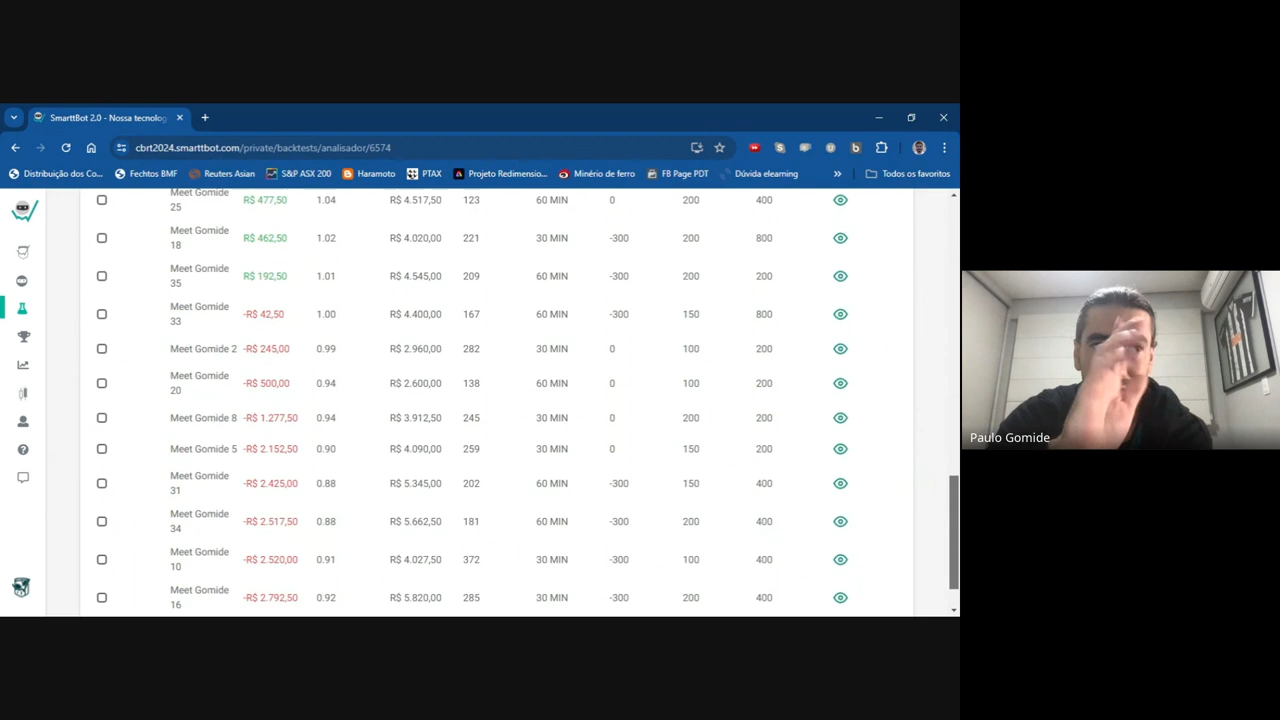 SmarttBot 2.0 - Nossa tecnolog
cbrt2024.smarttbot.com/private/backtests/analisador/6574
Distribuição dos Co... Fechtos BMF Reuters Asian S&P ASX 200 Haramoto PTAX Projeto Redimensio... Minério de ferro FB Page PDT Dúvida elearning » Todos os favoritos
Meet Gomide
25 R$ 477,50 1.04 R$ 4.517,50 123 60 MIN 0 200 400
Meet Gomide
18 R$ 462,50 1.02 R$ 4.020,00 221 30 MIN -300 200 800
Meet Gomide
35 R$ 192,50 1.01 R$ 4.545,00 209 60 MIN -300 200 200
Meet Gomide
33 -R$ 42,50 1.00 R$ 4.400,00 167 60 MIN -300 150 800
Meet Gomide 2 -R$ 245,00 0.99 R$ 2.960,00 282 30 MIN 0 100 200
Meet Gomide
20 -R$ 500,00 0.94 R$ 2.600,00 138 60 MIN 0 100 200
Meet Gomide 8 -R$ 1.277,50 0.94 R$ 3.912,50 245 30 MIN 0 200 200
Meet Gomide 5 -R$ 2.152,50 0.90 R$ 4.090,00 259 30 MIN 0 150 200
Meet Gomide
31 -R$ 2.425,00 0.88 R$ 5.345,00 202 60 MIN -300 150 400
Meet Gomide
34 -R$ 2.517,50 0.88 R$ 5.662,50 181 60 MIN -300 200 400
Meet Gomide
10 -R$ 2.520,00 0.91 R$ 4.027,50 372 30 MIN -300 100 400
Meet Gomide
16 -R$ 2.792,50 0.92 R$ 5.820,00 285 30 MIN -300 200 400
Paulo Gomide